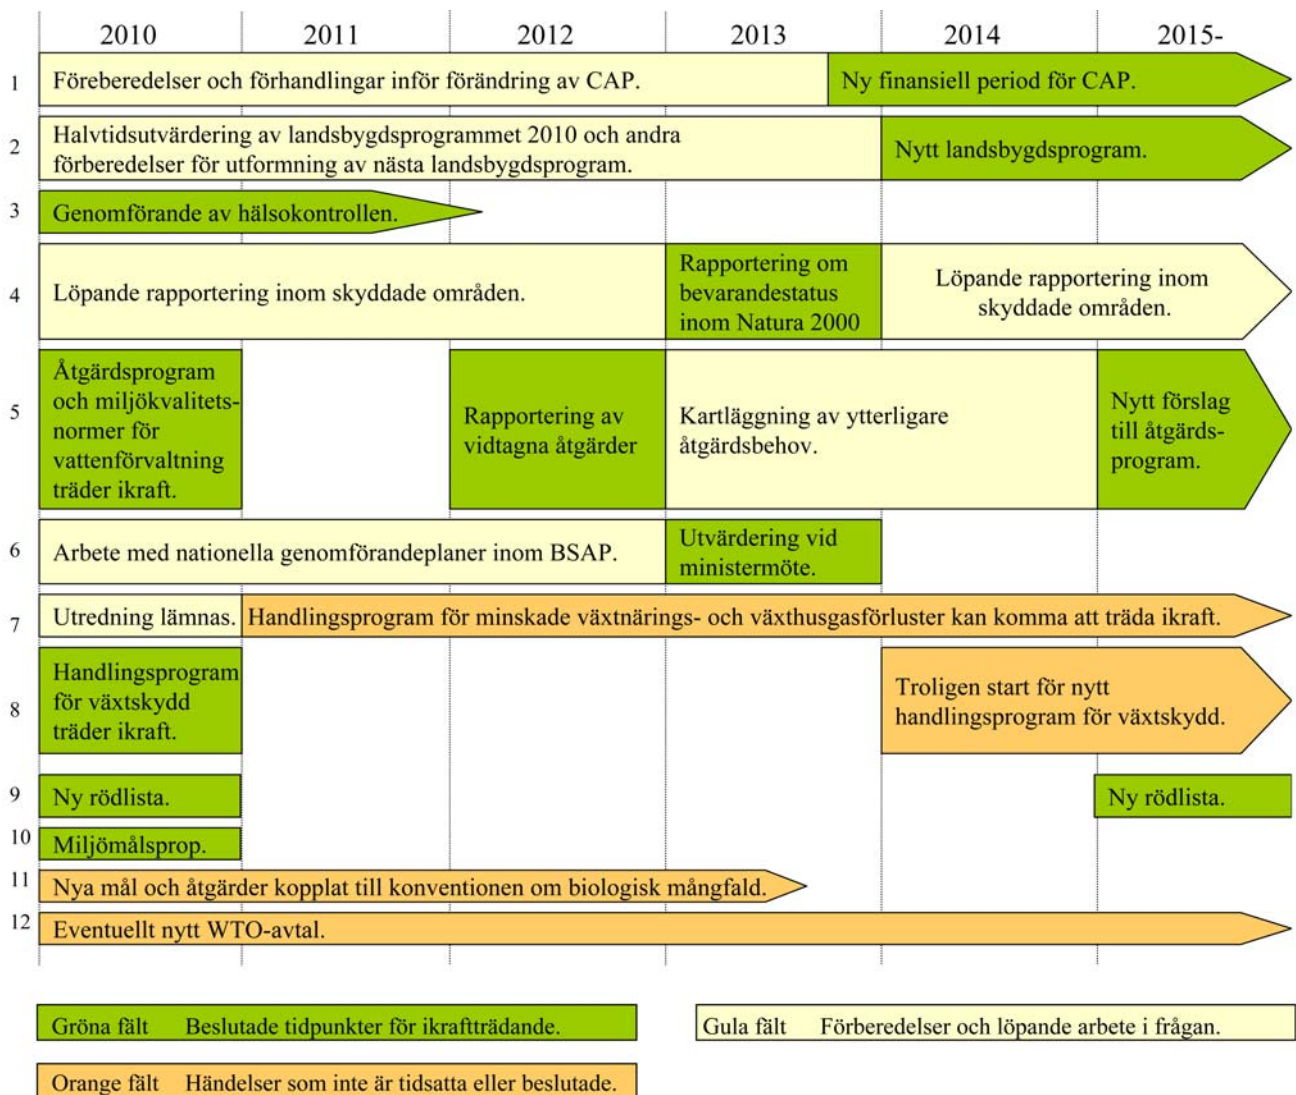 2010 2011 2012 2013 2014 2015-
1 Föreberedelser och förhandlingar inför förändring av CAP. Ny finansiell period för CAP.
2 Halvtidsutvärdering av landsbygdsprogrammet 2010 och andra
förberedelser för utformning av nästa landsbygdsprogram.
Nytt landsbygdsprogram.
3 Genomförande av hälsokontrollen.
4 Löpande rapportering inom skyddade områden.
Rapportering om
bevarandestatus
inom Natura 2000
Löpande rapportering inom
skyddade områden.
5 Åtgärdsprogram
och miljökvalitets-
normer för
vattenförvaltning
träder ikraft.
Rapportering av
vidtagna åtgärder
Kartläggning av ytterligare
åtgärdsbehov.
Nytt förslag
till åtgärds-
program.
6 Arbete med nationella genomförandeplaner inom BSAP.
Utvärdering vid
ministermöte.
7 Utredning lämnas. Handlingsprogram för minskade växtnärings- och växthusgasförluster kan komma att träda ikraft.
8 Handlingsprogram
för växtskydd
träder ikraft.
Troligen start för nytt
handlingsprogram för växtskydd.
9 Ny rödlista. Ny rödlista.
10 Miljömålsprop.
11 Nya mål och åtgärder kopplat till konventionen om biologisk mångfald.
12 Eventuellt nytt WTO-avtal.
Gröna fält Beslutade tidpunkter för ikraftträdande.
Gula fält Förberedelser och löpande arbete i frågan.
Orange fält Händelser som inte är tidsatta eller beslutade.